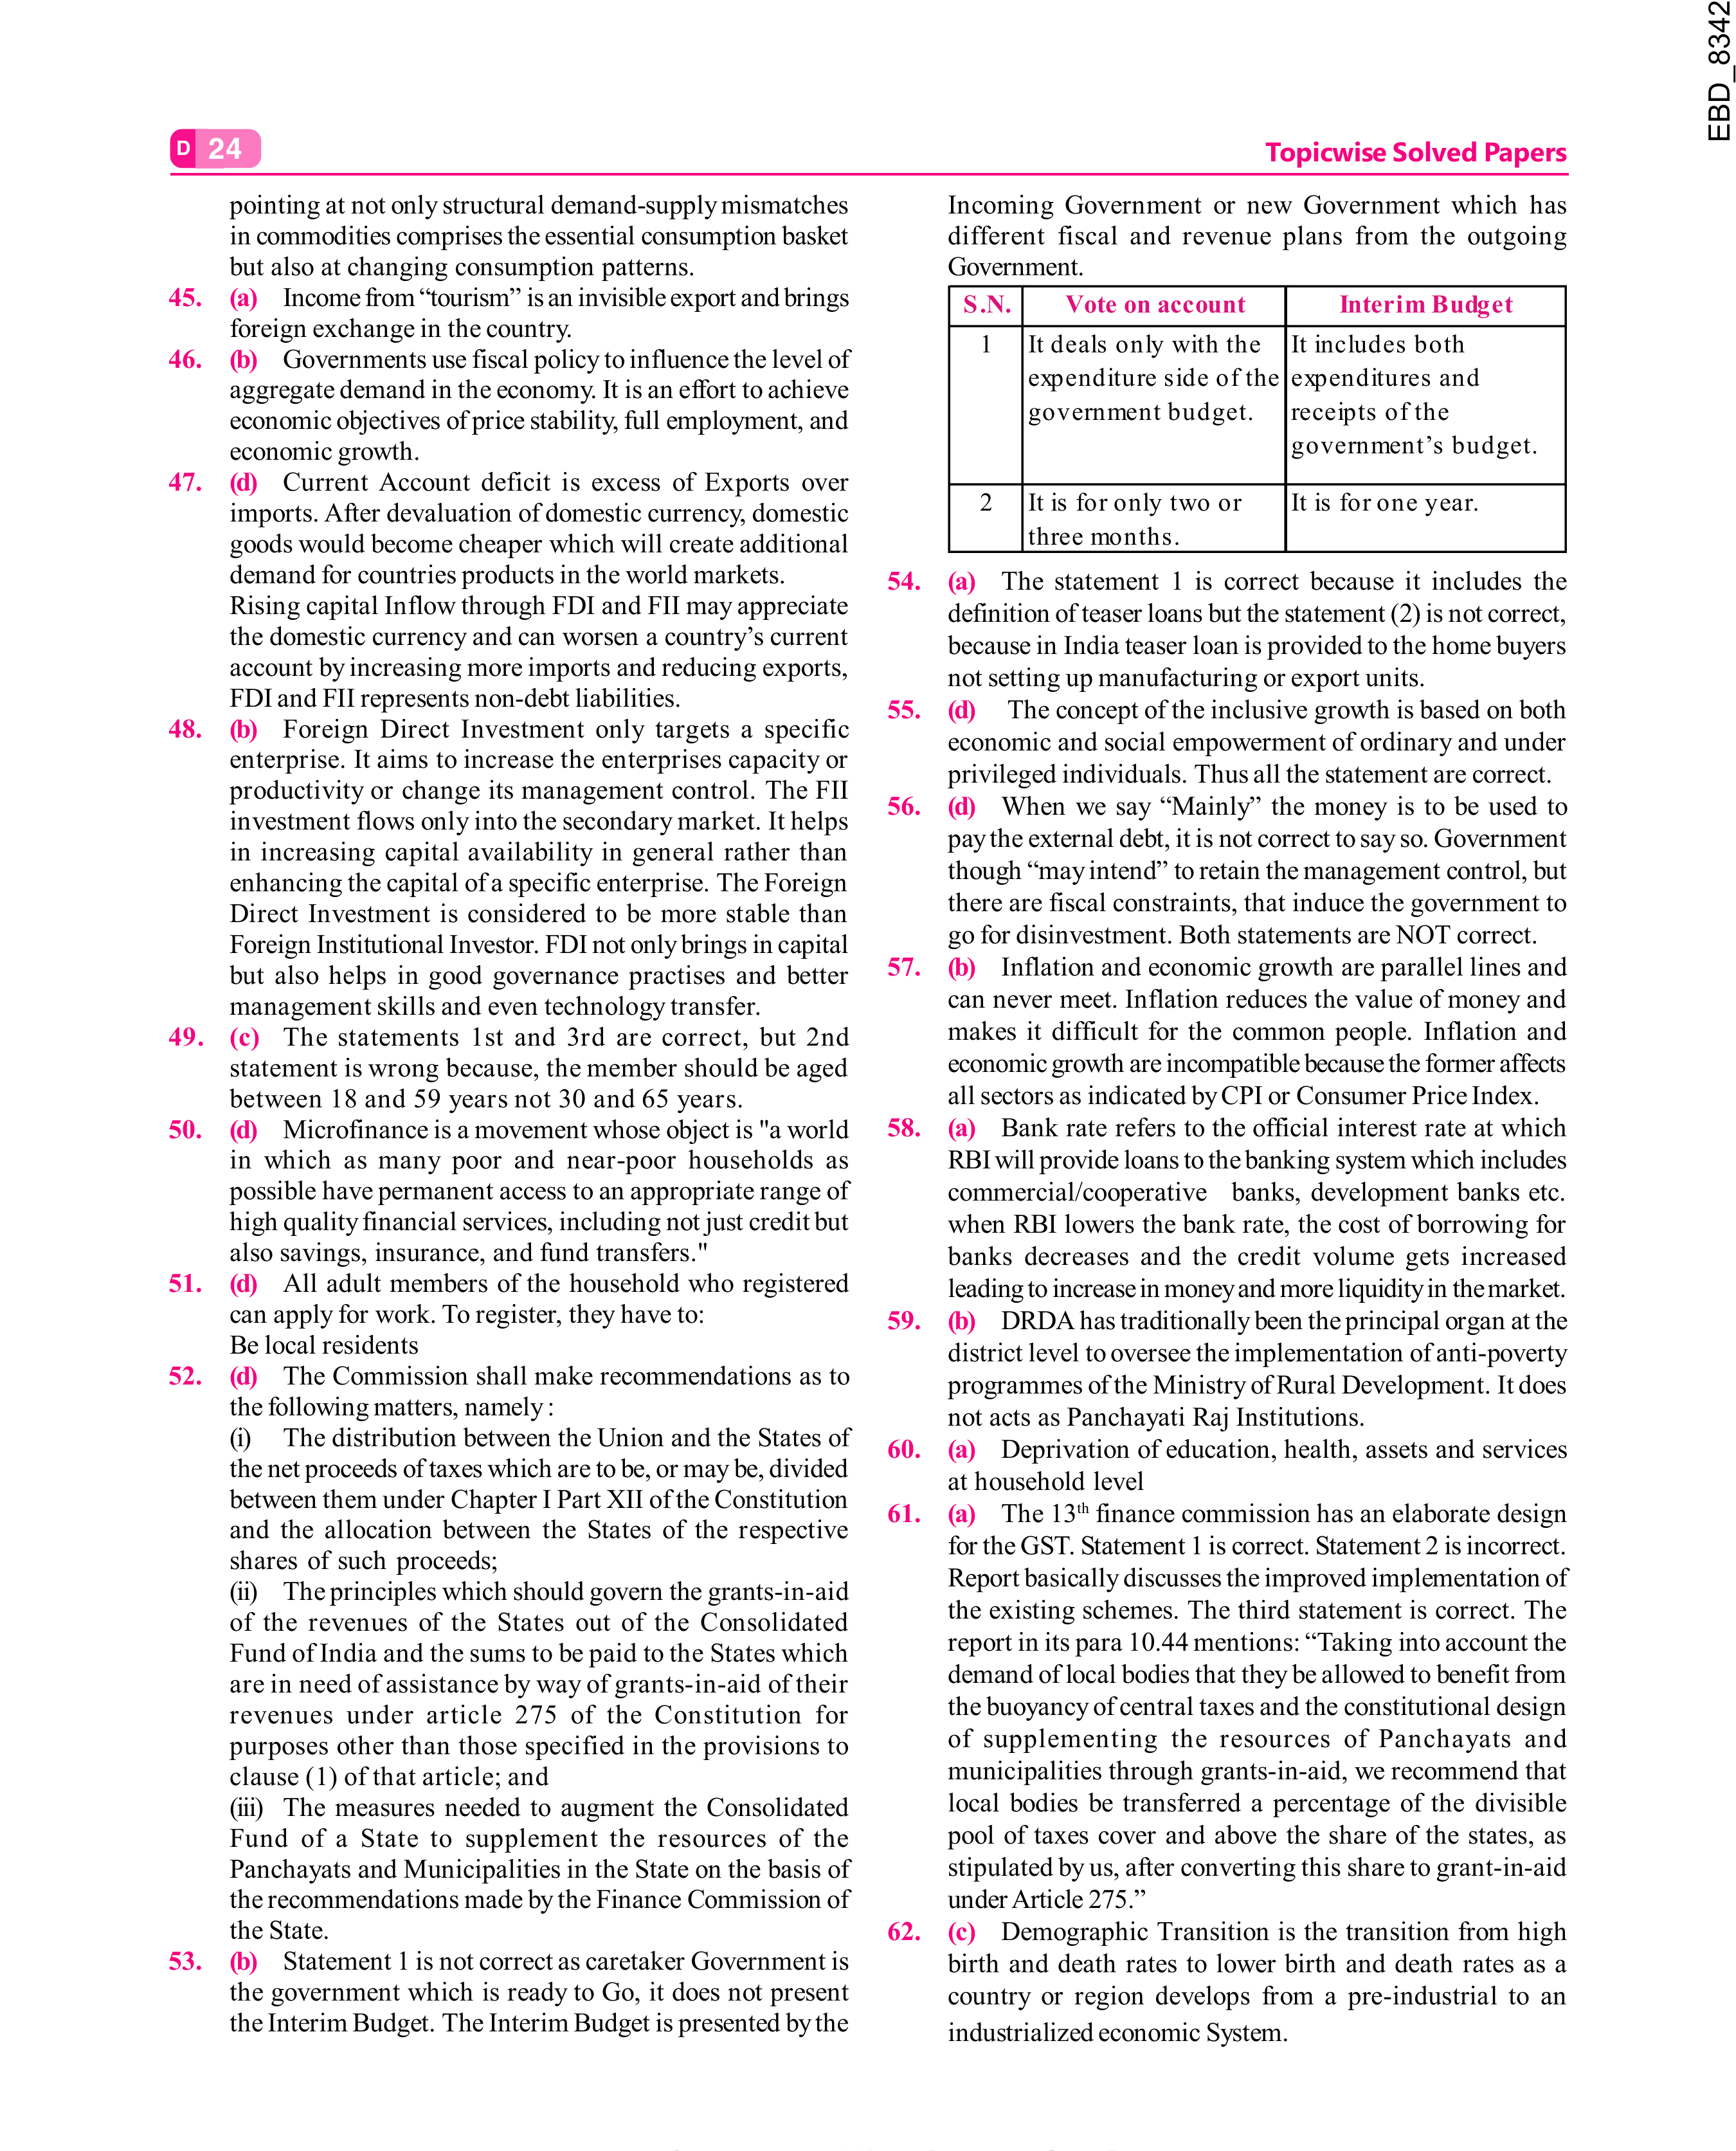 EBD_8342
D 24
Topicwise Solved Papers
pointing at not only structural demand-supply mismatches
in commodities comprises the essential consumption basket
but also at changing consumption patterns.
45. (a) Income from “tourism” is an invisible export and brings
foreign exchange in the country.
46. (b) Governments use fiscal policy to influence the level of
aggregate demand in the economy. It is an effort to achieve
economic objectives of price stability, full employment, and
economic growth.
47. (d) Current Account deficit is excess of Exports over
imports. After devaluation of domestic currency, domestic
goods would become cheaper which will create additional
demand for countries products in the world markets.
Rising capital Inflow through FDI and FII may appreciate
the domestic currency and can worsen a country’s current
account by increasing more imports and reducing exports,
FDI and FII represents non-debt liabilities.
48. (b) Foreign Direct Investment only targets a specific
enterprise. It aims to increase the enterprises capacity or
productivity or change its management control. The FII
investment flows only into the secondary market. It helps
in increasing capital availability in general rather than
enhancing the capital of a specific enterprise. The Foreign
Direct Investment is considered to be more stable than
Foreign Institutional Investor. FDI not only brings in capital
but also helps in good governance practises and better
management skills and even technology transfer.
49. (c) The statements 1st and 3rd are correct, but 2nd
statement is wrong because, the member should be aged
between 18 and 59 years not 30 and 65 years.
50. (d) Microfinance is a movement whose object is "a world
in which as many poor and near-poor households as
possible have permanent access to an appropriate range of
high quality financial services, including not just credit but
also savings, insurance, and fund transfers."
51. (d) All adult members of the household who registered
can apply for work. To register, they have to:
Be local residents
52. (d) The Commission shall make recommendations as to
the following matters, namely :
(i) The distribution between the Union and the States of
the net proceeds of taxes which are to be, or may be, divided
between them under Chapter I Part XII of the Constitution
and the allocation between the States of the respective
shares of such proceeds;
(ii) The principles which should govern the grants-in-aid
of the revenues of the States out of the Consolidated
Fund of India and the sums to be paid to the States which
are in need of assistance by way of grants-in-aid of their
revenues under article 275 of the Constitution for
purposes other than those specified in the provisions to
clause (1) of that article; and
(iii) The measures needed to augment the Consolidated
Fund of a State to supplement the resources of the
Panchayats and Municipalities in the State on the basis of
the recommendations made by the Finance Commission of
the State.
53. (b) Statement 1 is not correct as caretaker Government is
the government which is ready to Go, it does not present
the Interim Budget. The Interim Budget is presented by the
Incoming Government or new Government which has
different fiscal and revenue plans from the outgoing
Government.
S.N. Vote on account Interim Budget
1 It deals only with the It includes both
expenditure side of the expenditures and
government budget. receipts of the
government’s budget.
2 It is for only two or It is for one year.
three months.
54. (a) The statement 1 is correct because it includes the
definition of teaser loans but the statement (2) is not correct,
because in India teaser loan is provided to the home buyers
not setting up manufacturing or export units.
55. (d) The concept of the inclusive growth is based on both
economic and social empowerment of ordinary and under
privileged individuals. Thus all the statement are correct.
56. (d) When we say “Mainly” the money is to be used to
pay the external debt, it is not correct to say so. Government
though “may intend” to retain the management control, but
there are fiscal constraints, that induce the government to
go for disinvestment. Both statements are NOT correct.
57. (b) Inflation and economic growth are parallel lines and
can never meet. Inflation reduces the value of money and
makes it difficult for the common people. Inflation and
economic growth are incompatible because the former affects
all sectors as indicated by CPI or Consumer Price Index.
58. (a) Bank rate refers to the official interest rate at which
RBI will provide loans to the banking system which includes
commercial/cooperative banks, development banks etc.
when RBI lowers the bank rate, the cost of borrowing for
banks decreases and the credit volume gets increased
leading to increase in money and more liquidity in the market.
59. (b) DRDA has traditionally been the principal organ at the
district level to oversee the implementation of anti-poverty
programmes of the Ministry of Rural Development. It does
not acts as Panchayati Raj Institutions.
60. (a) Deprivation of education, health, assets and services
at household level
61. (a) The 13th finance commission has an elaborate design
for the GST. Statement 1 is correct. Statement 2 is incorrect.
Report basically discusses the improved implementation of
the existing schemes. The third statement is correct. The
report in its para 10.44 mentions: “Taking into account the
demand of local bodies that they be allowed to benefit from
the buoyancy of central taxes and the constitutional design
of supplementing the resources of Panchayats and
municipalities through grants-in-aid, we recommend that
local bodies be transferred a percentage of the divisible
pool of taxes cover and above the share of the states, as
stipulated by us, after converting this share to grant-in-aid
under Article 275.”
62. (c) Demographic Transition is the transition from high
birth and death rates to lower birth and death rates as a
country or region develops from a pre-industrial to an
industrialized economic System.